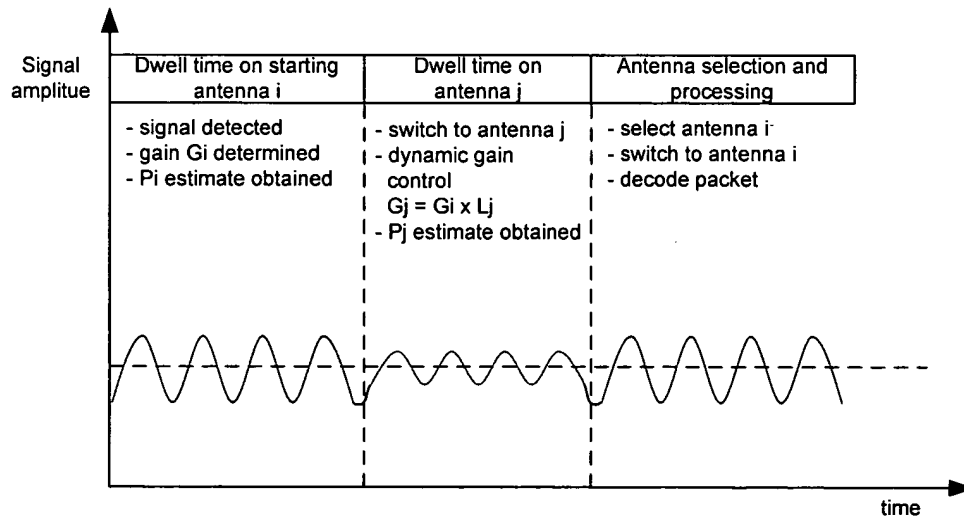 Signal
amplitue
Dwell time on starting
antenna i
Dwell time on
antenna j
Antenna selection and
processing
- signal detected
- gain Gi determined
- Pi estimate obtained
- switch to antenna j
- dynamic gain
control
Gj = Gi x Lj
- Pj estimate obtained
- select antenna i
- switch to antenna i
- decode packet
time